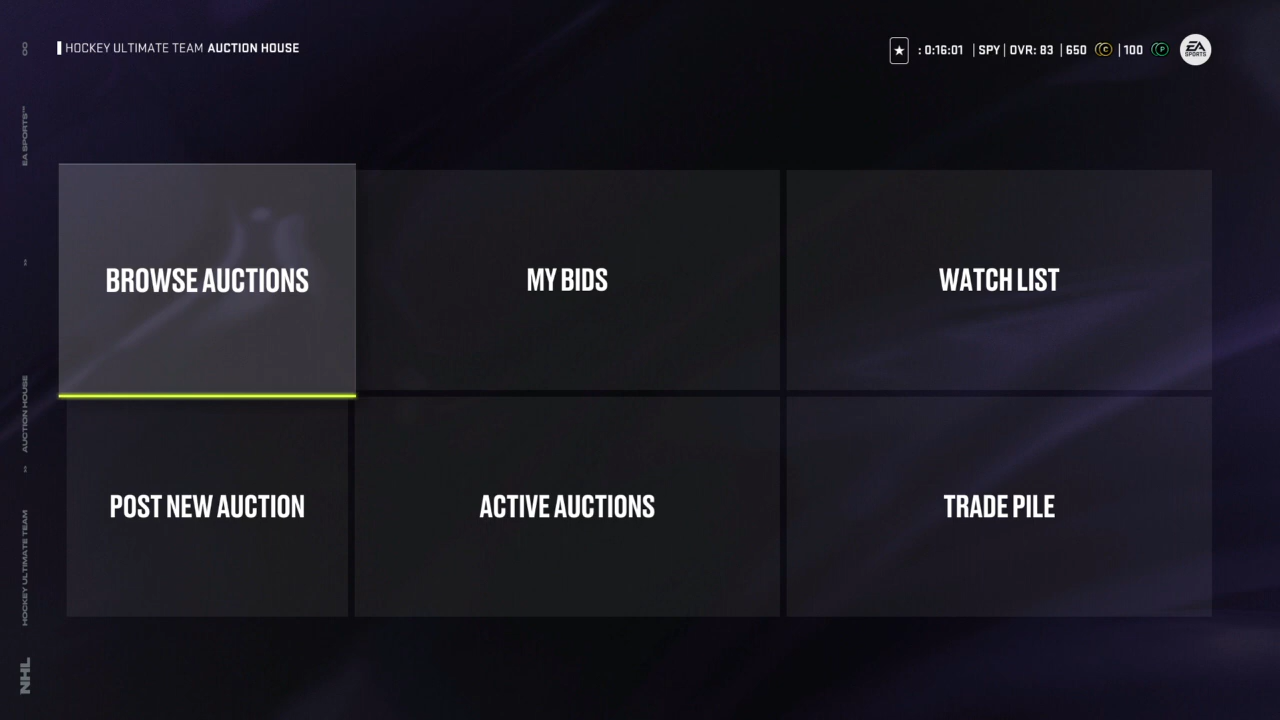 HOCKEY ULTIMATE TEAM AUCTION HOUSE
★ : 0:16:01 | SPY | OVR: 83 | 650 C | 100 P
EA SPORTS
BROWSE AUCTIONS
MY BIDS
WATCH LIST
POST NEW AUCTION
ACTIVE AUCTIONS
TRADE PILE
EA SPORTS™
AUCTION HOUSE
HOCKEY ULTIMATE TEAM
NHL